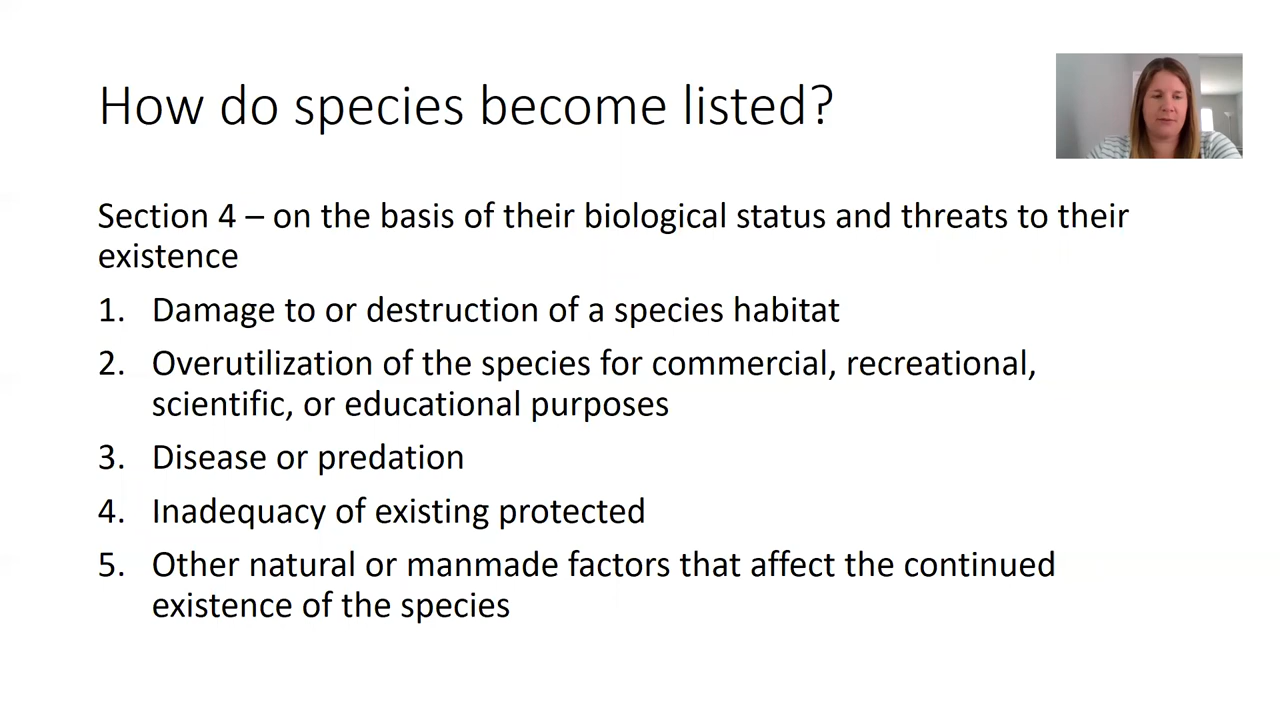 How do species become listed?
Section 4 – on the basis of their biological status and threats to their
existence
1. Damage to or destruction of a species habitat
2. Overutilization of the species for commercial, recreational,
scientific, or educational purposes
3. Disease or predation
4. Inadequacy of existing protected
5. Other natural or manmade factors that affect the continued
existence of the species